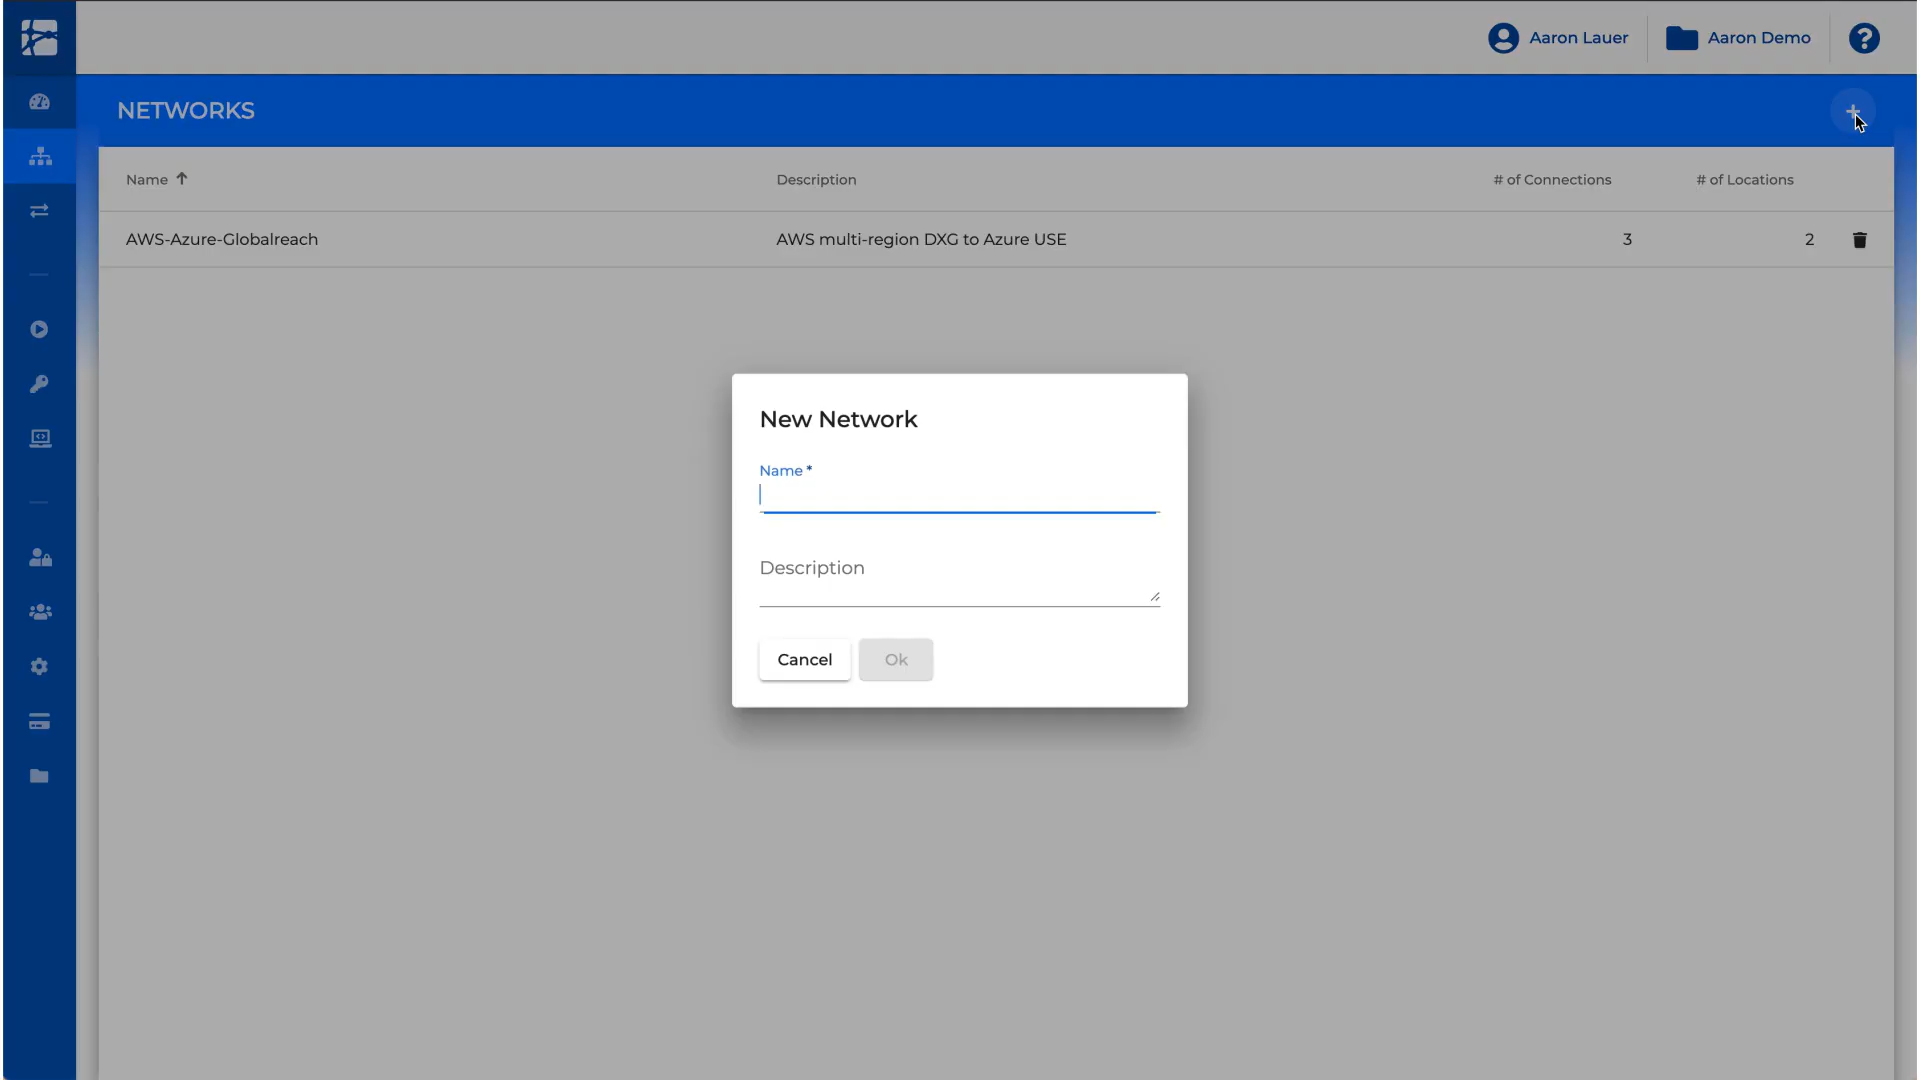 Aaron Lauer
Aaron Demo
?
NETWORKS
+
Name ↑
Description
# of Connections
# of Locations
AWS-Azure-Globalreach
AWS multi-region DXG to Azure USE
3
2
New Network
Name *
Description
Cancel
Ok